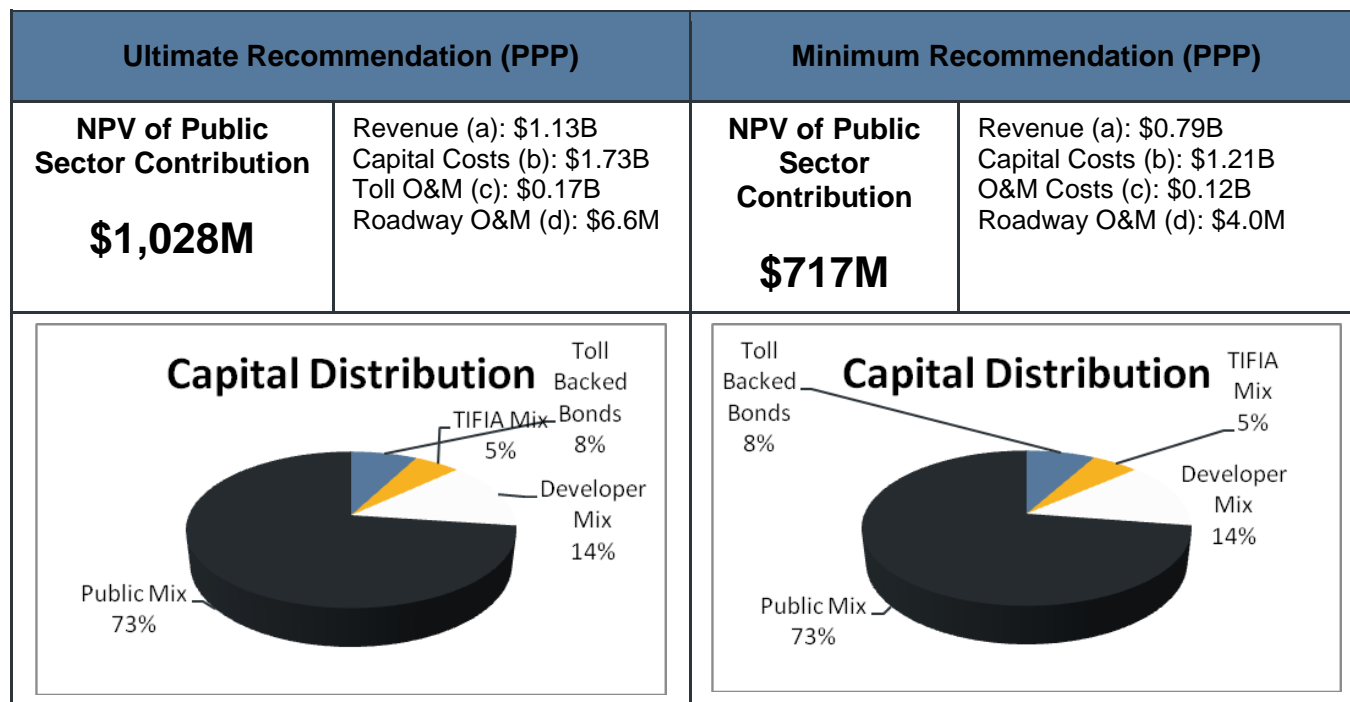 Ultimate Recommendation (PPP)
Minimum Recommendation (PPP)
NPV of Public
Sector Contribution
$1,028M
Revenue (a): $1.13B
Capital Costs (b): $1.73B
Toll O&M (c): $0.17B
Roadway O&M (d): $6.6M
NPV of Public
Sector
Contribution
$717M
Revenue (a): $0.79B
Capital Costs (b): $1.21B
O&M Costs (c): $0.12B
Roadway O&M (d): $4.0M
Capital Distribution
Toll
Backed
Bonds
8%
TIFIA Mix
5%
Developer
Mix
14%
Public Mix
73%
Capital Distribution
Toll
Backed
Bonds
8%
TIFIA
Mix
5%
Developer
Mix
14%
Public Mix
73%